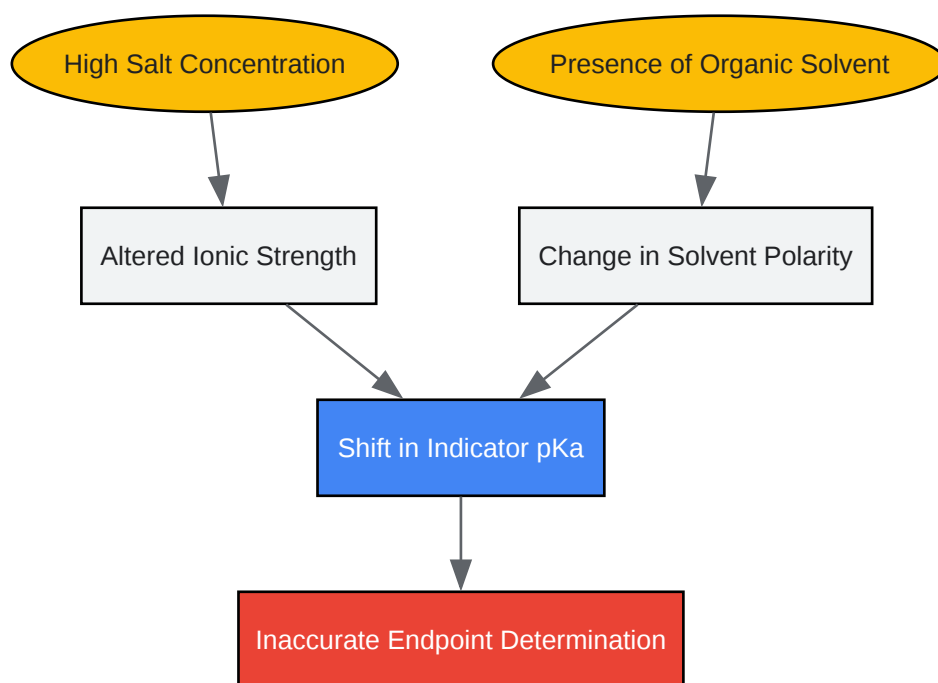 High Salt Concentration
Presence of Organic Solvent
Altered Ionic Strength
Change in Solvent Polarity
Shift in Indicator pKa
Inaccurate Endpoint Determination